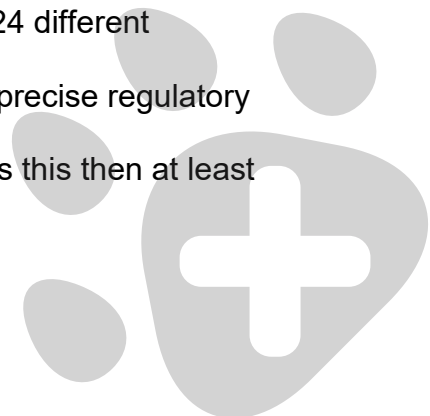 24 different
precise regulatory
s this then at least